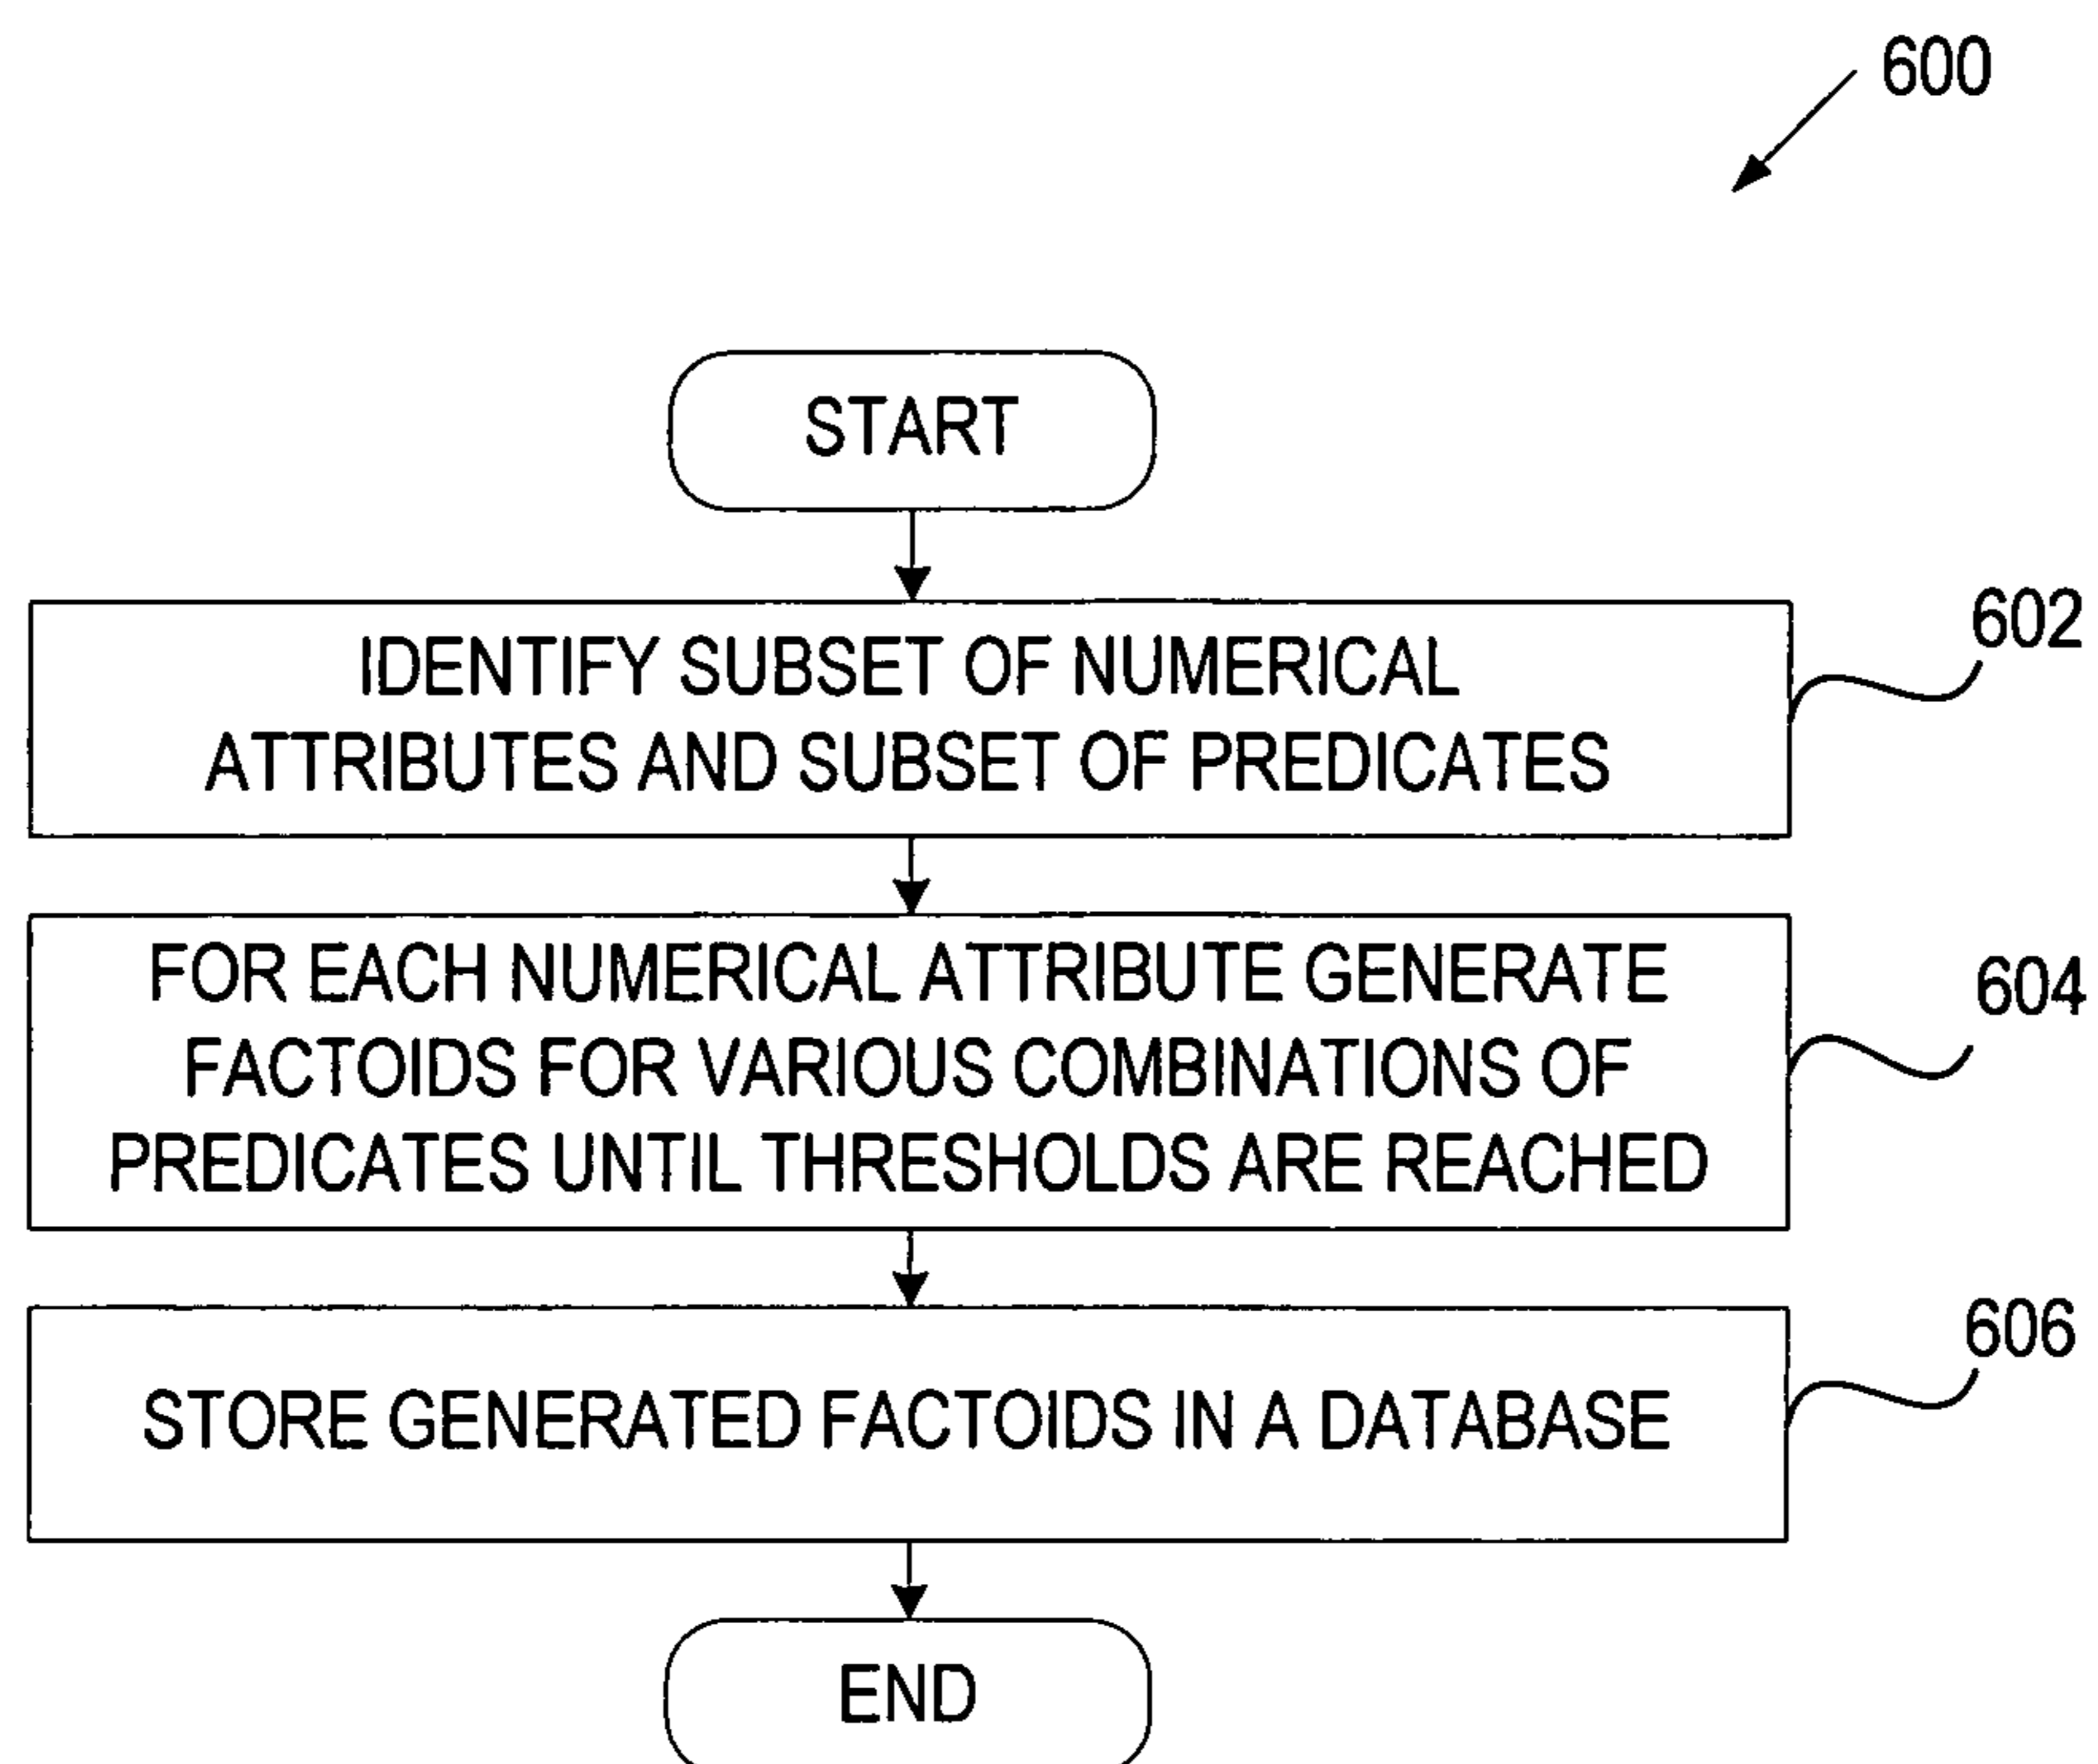 600
START
IDENTIFY SUBSET OF NUMERICAL
ATTRIBUTES AND SUBSET OF PREDICATES
602
FOR EACH NUMERICAL ATTRIBUTE GENERATE
FACTOIDS FOR VARIOUS COMBINATIONS OF
PREDICATES UNTIL THRESHOLDS ARE REACHED
604
STORE GENERATED FACTOIDS IN A DATABASE
606
END